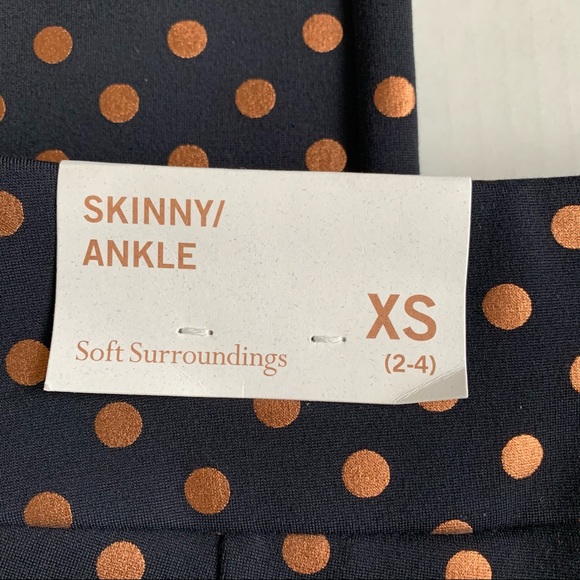 SKINNY/
ANKLE
XS
(2-4)
Soft Surroundings